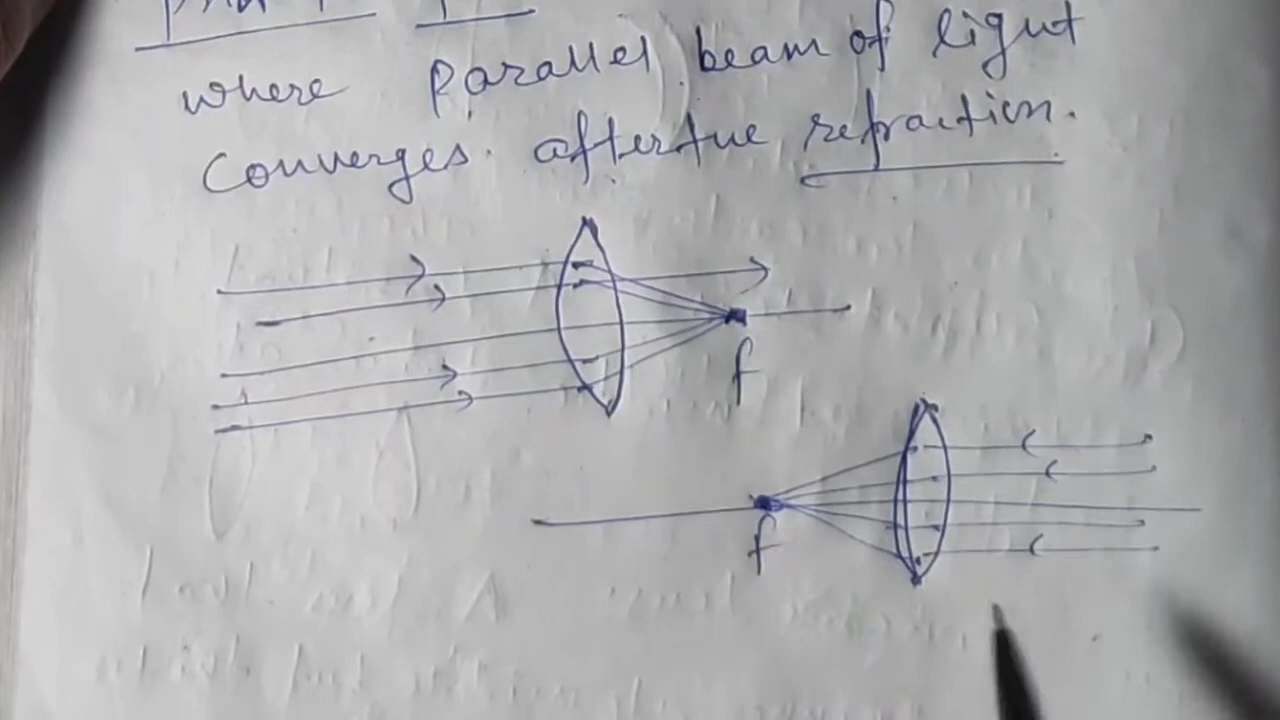 where parallel beam of light
Converges. after the refraction.
f
f